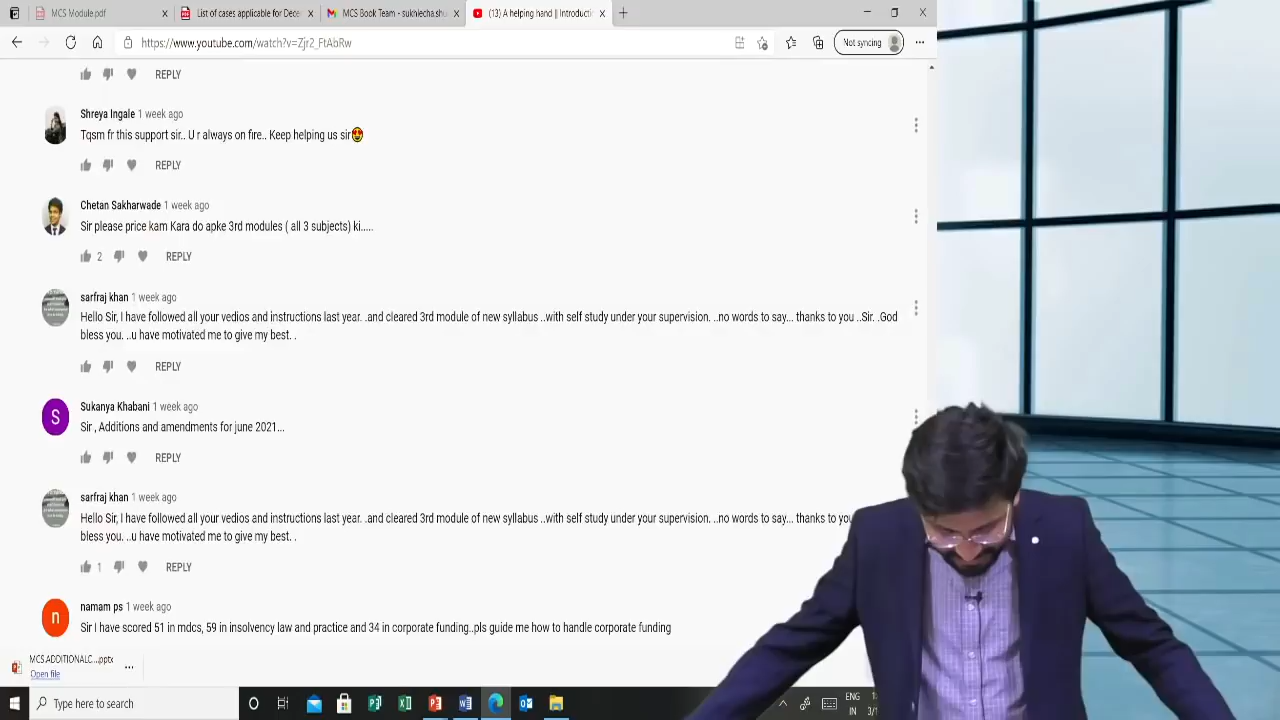 MCS Module.pdf
List of cases applicable for Dece
MCS Book Team - sukhlecha.shu
(13) A helping hand || Introducti
https://www.youtube.com/watch?v=Zjr2_FtAbRw
Not syncing
REPLY
Shreya Ingale 1 week ago
Tqsm fr this support sir.. U r always on fire.. Keep helping us sir😍
REPLY
Chetan Sakharwade 1 week ago
Sir please price kam Kara do apke 3rd modules ( all 3 subjects) ki.....
2 REPLY
sarfraj khan 1 week ago
Hello Sir, I have followed all your vedios and instructions last year. ..and cleared 3rd module of new syllabus ..with self study under your supervision. ..no words to say... thanks to you ..Sir. .God
bless you. ..u have motivated me to give my best. .
REPLY
Sukanya Khabani 1 week ago
Sir , Additions and amendments for june 2021...
REPLY
sarfraj khan 1 week ago
Hello Sir, I have followed all your vedios and instructions last year. ..and cleared 3rd module of new syllabus ..with self study under your supervision. ..no words to say... thanks to you
bless you. ..u have motivated me to give my best. .
1 REPLY
namam ps 1 week ago
Sir I have scored 51 in mdcs, 59 in insolvency law and practice and 34 in corporate funding..pls guide me how to handle corporate funding
MCS.ADDITIONALC....pptx
Open file
Type here to search
ENG
IN